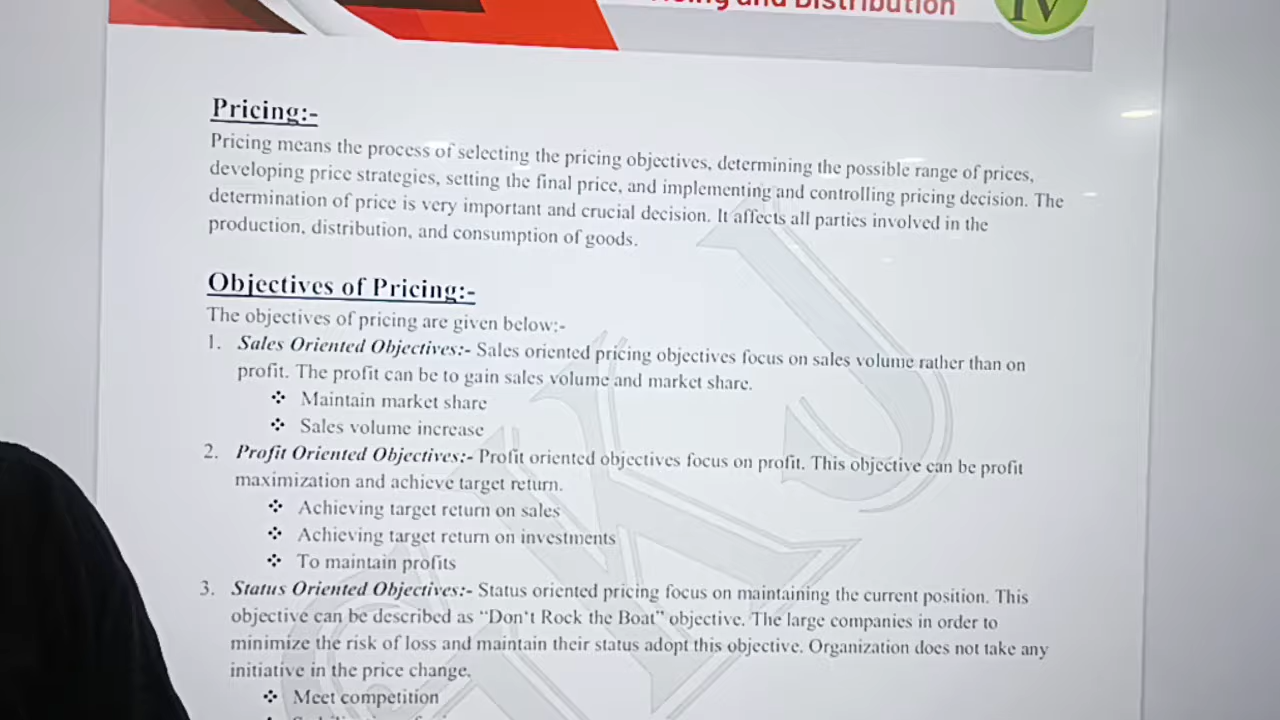 and Distribution
IV
Pricing:-
Pricing means the process of selecting the pricing objectives, determining the possible range of prices,
developing price strategies, setting the final price, and implementing and controlling pricing decision. The
determination of price is very important and crucial decision. It affects all parties involved in the
production, distribution, and consumption of goods.
Objectives of Pricing:-
The objectives of pricing are given below:-
1. Sales Oriented Objectives:- Sales oriented pricing objectives focus on sales volume rather than on
profit. The profit can be to gain sales volume and market share.
❖ Maintain market share
❖ Sales volume increase
2. Profit Oriented Objectives:- Profit oriented objectives focus on profit. This objective can be profit
maximization and achieve target return.
❖ Achieving target return on sales
❖ Achieving target return on investments
❖ To maintain profits
3. Status Oriented Objectives:- Status oriented pricing focus on maintaining the current position. This
objective can be described as “Don't Rock the Boat” objective. The large companies in order to
minimize the risk of loss and maintain their status adopt this objective. Organization does not take any
initiative in the price change.
❖ Meet competition